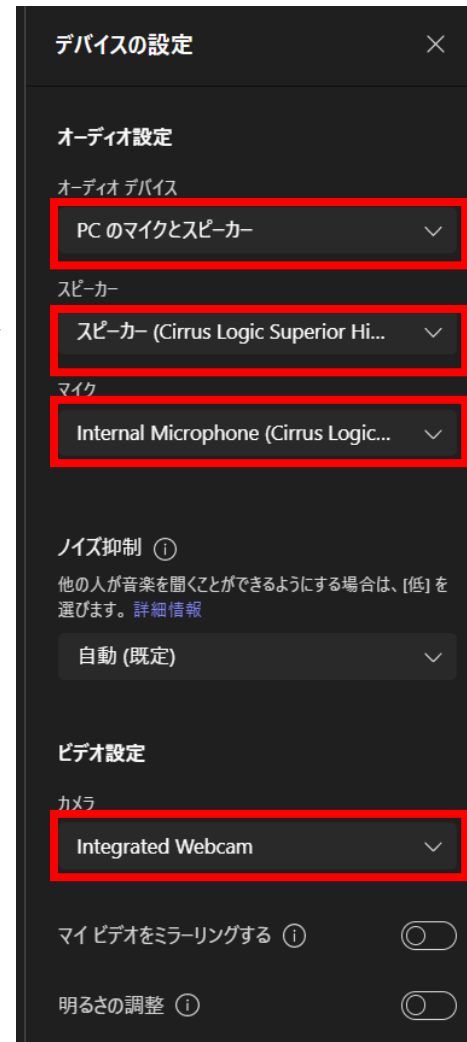 デバイスの設定
オーディオ設定
オーディオ デバイス
PC のマイクとスピーカー
スピーカー
スピーカー (Cirrus Logic Superior Hi...
マイク
Internal Microphone (Cirrus Logic...
ノイズ抑制
他の人が音楽を聞くことができるようにする場合は、[低] を
選びます。詳細情報
自動 (既定)
ビデオ設定
カメラ
Integrated Webcam
マイ ビデオをミラーリングする
明るさの調整